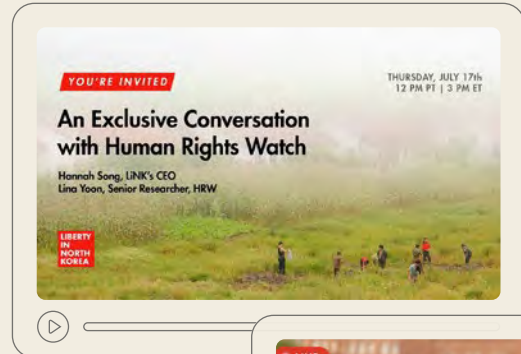 YOU'RE INVITED
THURSDAY, JULY 17th
12 PM PT | 3 PM ET
An Exclusive Conversation
with Human Rights Watch
Hannah Song, LiNK's CEO
Lina Yoon, Senior Researcher, HRW
LIBERTY
IN
NORTH
KOREA